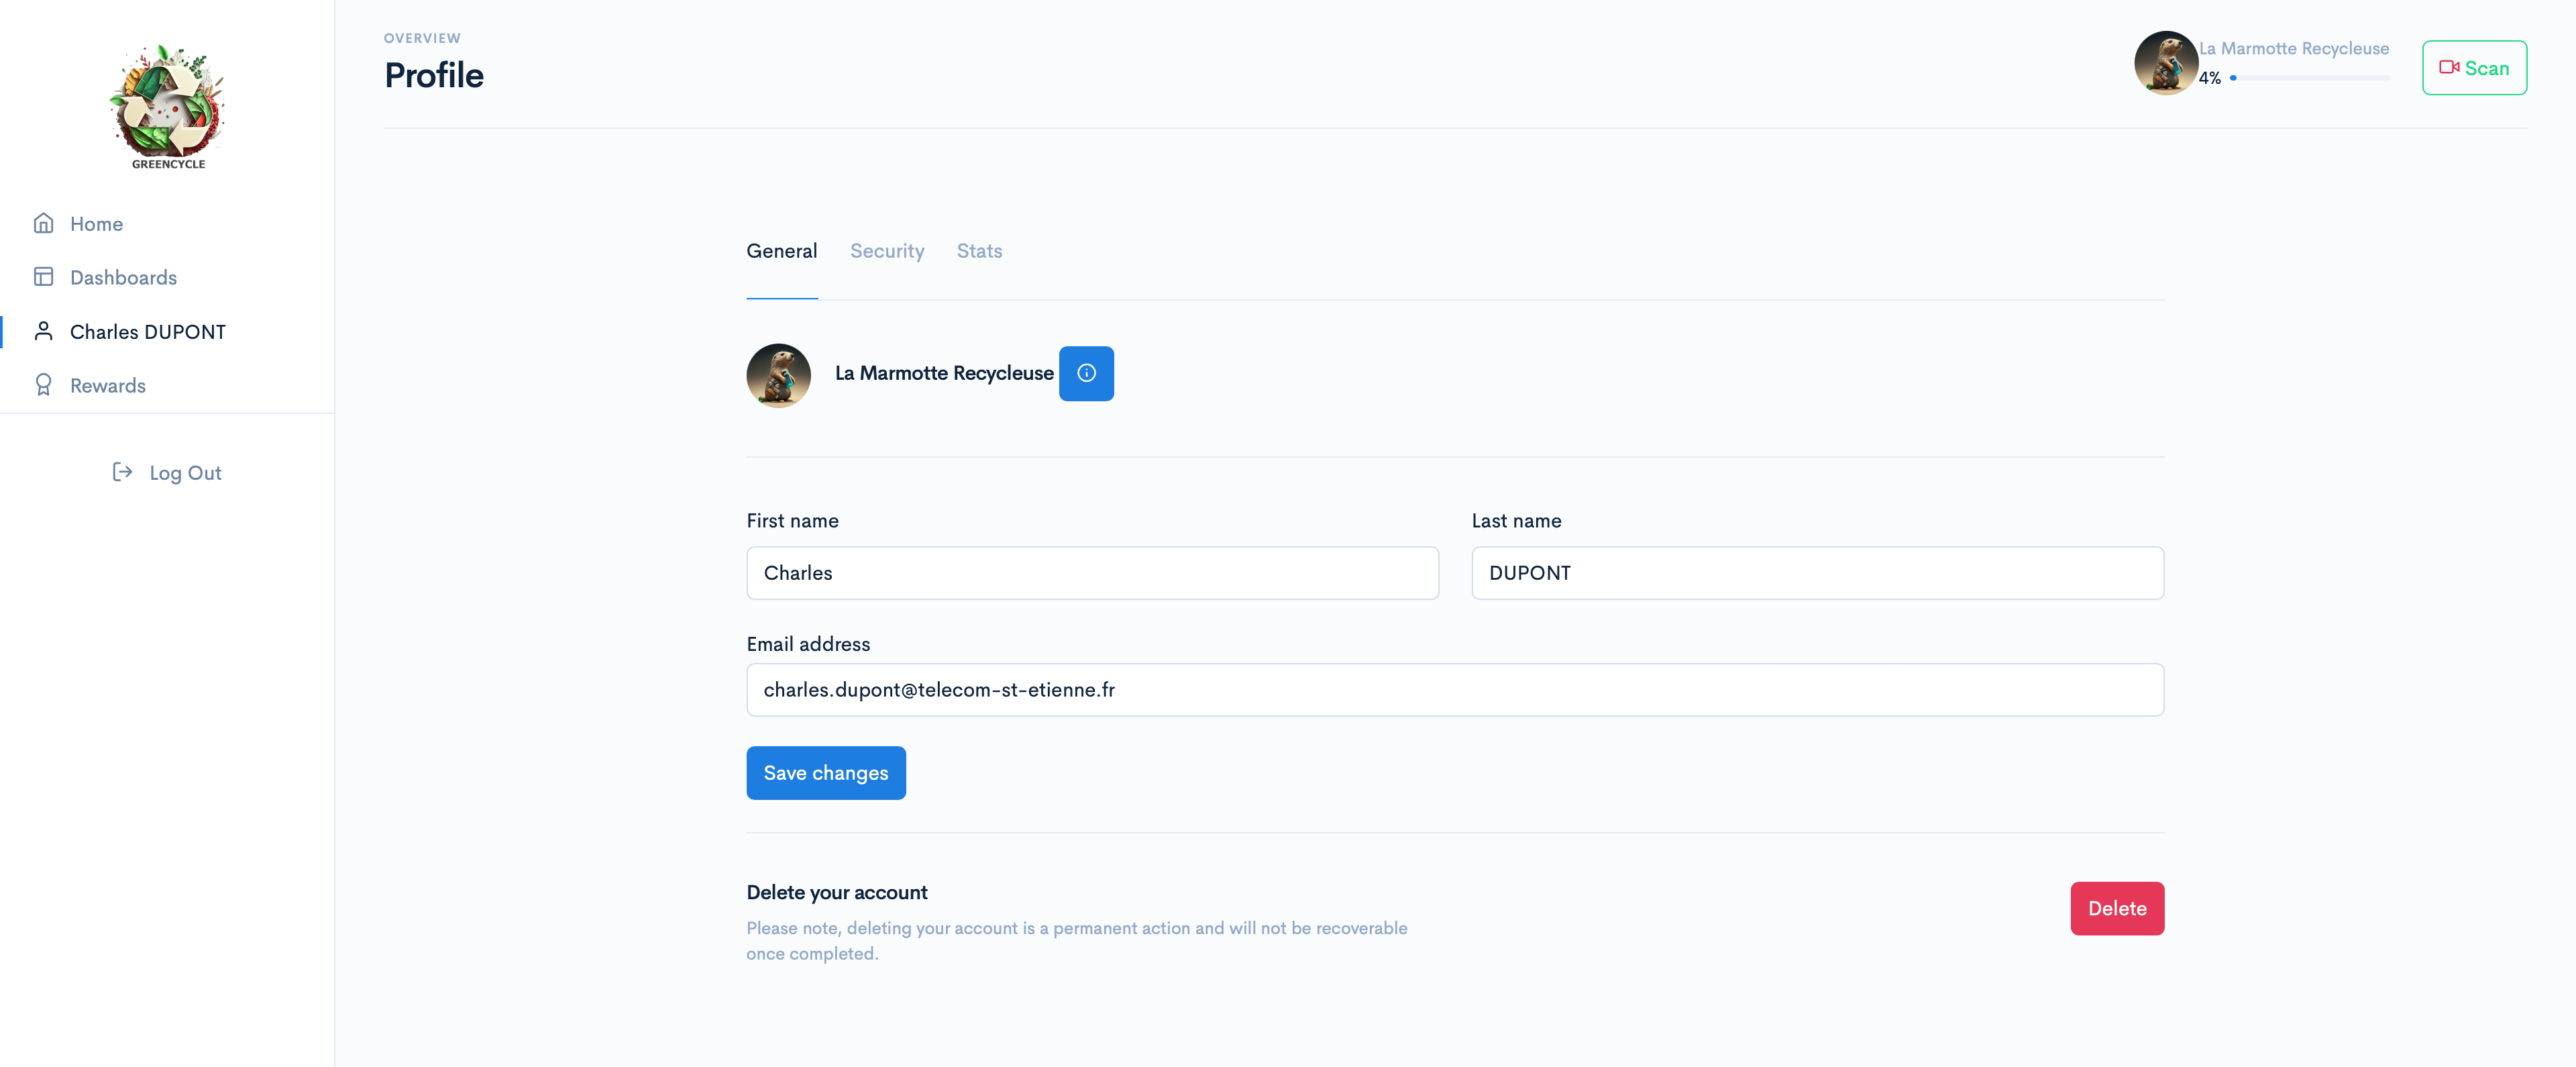 GREENCYCLE
Home
Dashboards
Charles DUPONT
Rewards
Log Out
OVERVIEW
Profile
La Marmotte Recycleuse
4%
Scan
General Security Stats
La Marmotte Recycleuse
First name Last name
Charles DUPONT
Email address
charles.dupont@telecom-st-etienne.fr
Save changes
Delete your account
Delete
Please note, deleting your account is a permanent action and will not be recoverable
once completed.